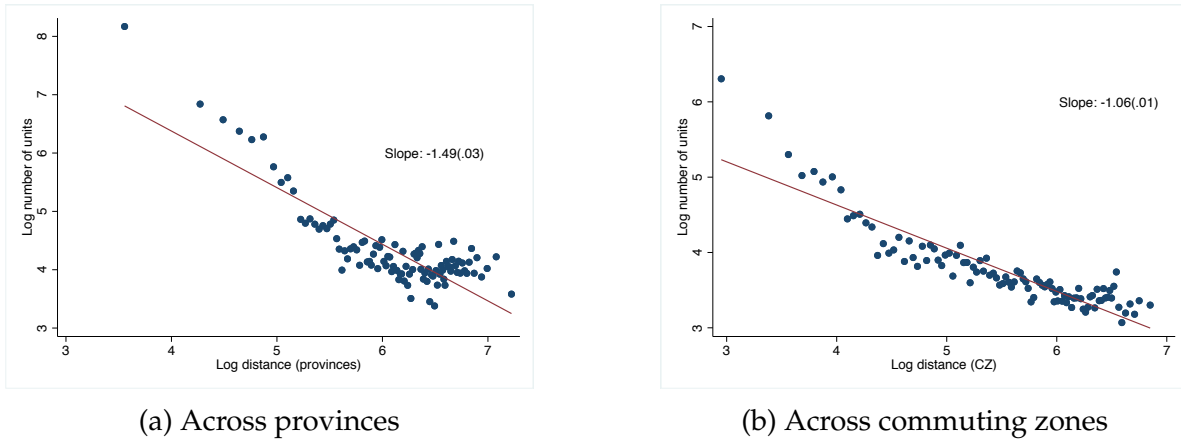 8
7
6
5
4
3
Log number of units
Slope: -1.49(.03)
3 4 5 6 7
Log distance (provinces)
(a) Across provinces
7
6
5
4
3
Log number of units
Slope: -1.06(.01)
3 4 5 6 7
Log distance (CZ)
(b) Across commuting zones